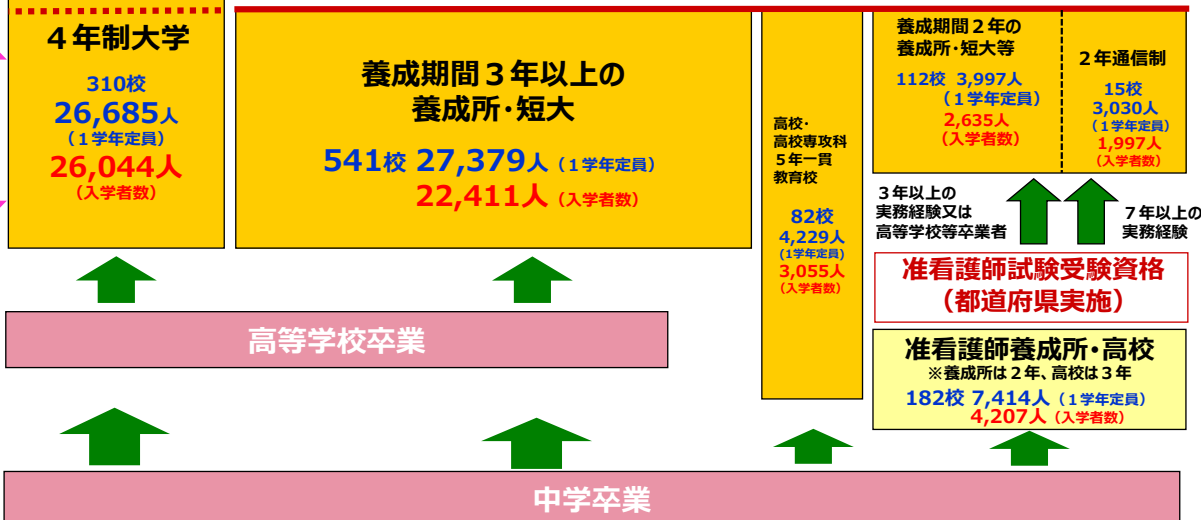 4年制大学
310校
26,685人
(1学年定員)
26,044人
(入学者数)
養成期間3年以上の
養成所・短大
541校 27,379人 (1学年定員)
22,411人 (入学者数)
高校・
高校専攻科
5年一貫
教育校
82校
4,229人
(1学年定員)
3,055人
(入学者数)
養成期間2年の
養成所・短大等
112校 3,997人
(1学年定員)
2,635人
(入学者数)
2年通信制
15校
3,030人
(1学年定員)
1,997人
(入学者数)
3年以上の
実務経験又は
高等学校等卒業者
7年以上の
実務経験
准看護師試験受験資格
(都道府県実施)
准看護師養成所・高校
※養成所は2年、高校は3年
182校 7,414人 (1学年定員)
4,207人 (入学者数)
高等学校卒業
中学卒業